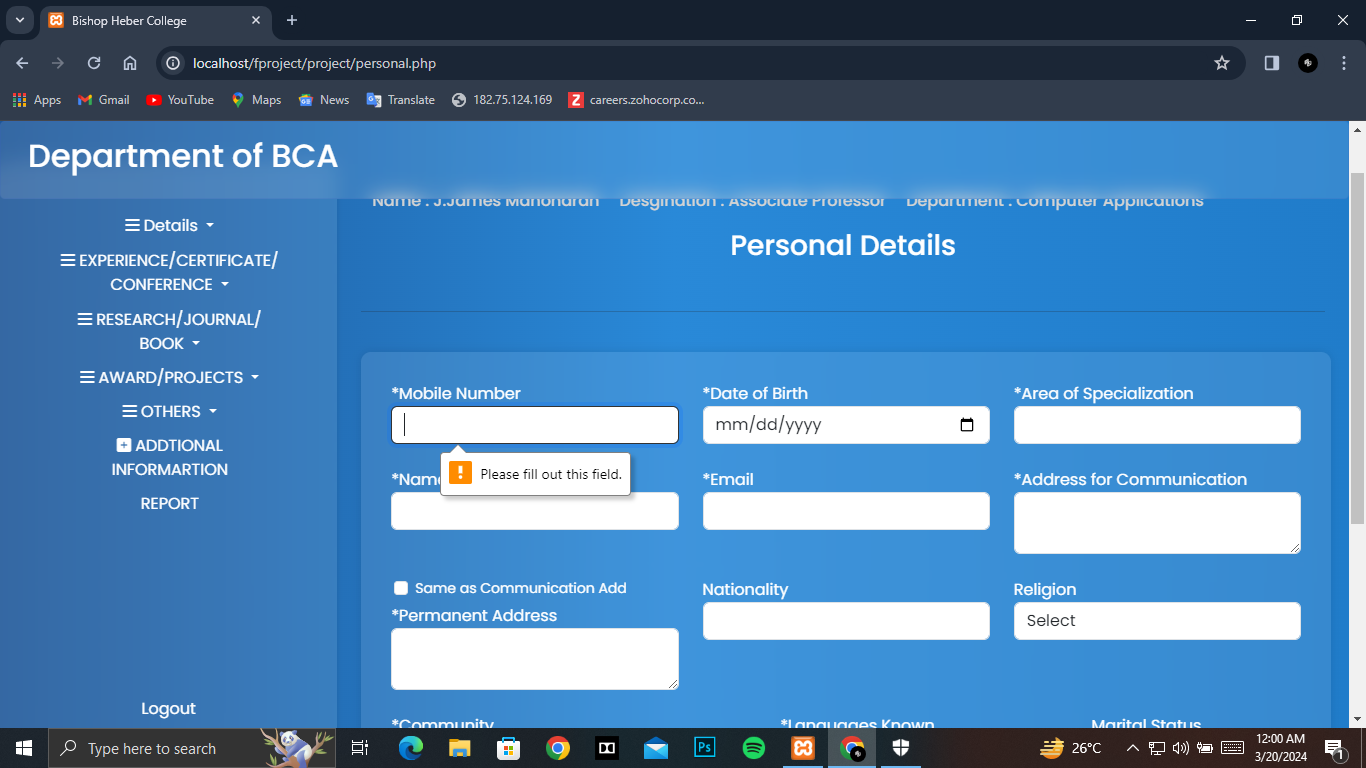 Bishop Heber College
localhost/fproject/project/personal.php
Apps Gmail YouTube Maps News Translate 182.75.124.169 careers.zohocorp.co...
Department of BCA
Name : J.James Manoharan Desgination : Associate Professor Department : Computer Applications
Personal Details
Details
EXPERIENCE/CERTIFICATE/
CONFERENCE
RESEARCH/JOURNAL/
BOOK
AWARD/PROJECTS
OTHERS
ADDTIONAL
INFORMARTION
REPORT
Logout
*Mobile Number *Date of Birth *Area of Specialization
mm/dd/yyyy
Please fill out this field.
*Name *Email *Address for Communication
Same as Communication Add Nationality Religion
*Permanent Address
Select
*Community *Languages Known Marital Status
Type here to search
Ps
26°C
12:00 AM
3/20/2024
1